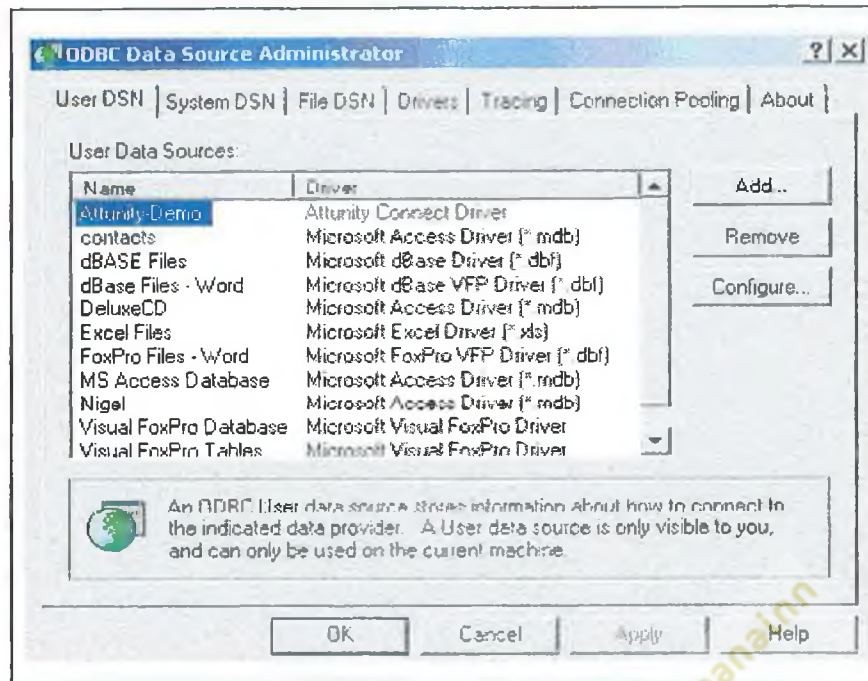 ODBC Data Source Administrator
User DSN System DSN File DSN Drivers Tracing Connection Pooling About
User Data Sources:
Name Driver
Attunity-Demo Attunity Connect Driver
contacts Microsoft Access Driver (*.mdb)
dBASE Files Microsoft dBase Driver (*.dbf)
dBase Files - Word Microsoft dBase VFP Driver (*.dbf)
DeluxeCD Microsoft Access Driver (*.mdb)
Excel Files Microsoft Excel Driver (*.xls)
FoxPro Files - Word Microsoft FoxPro VFP Driver (*.dbf)
MS Access Database Microsoft Access Driver (*.mdb)
Nigel Microsoft Access Driver (*.mdb)
Visual FoxPro Database Microsoft Visual FoxPro Driver
Visual FoxPro Tables Microsoft Visual FoxPro Driver
Add...
Remove
Configure...
An ODBC User data source stores information about how to connect to
the indicated data provider. A User data source is only visible to you,
and can only be used on the current machine.
OK Cancel Apply Help